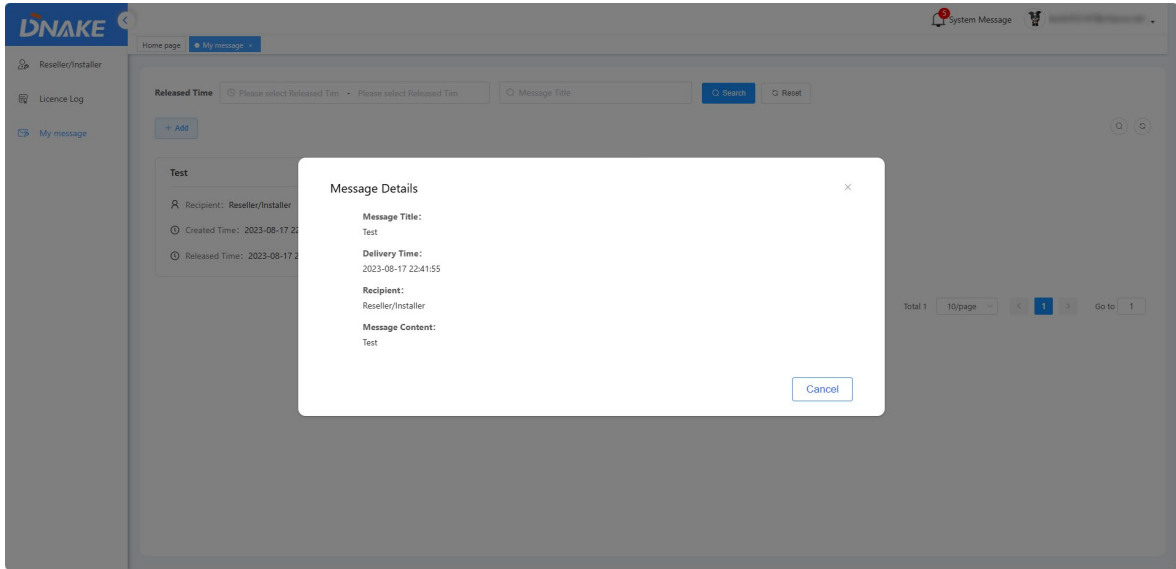 DNAKE
5
System Message
Home page
My message ×
Reseller/Installer
Licence Log
My message
Released Time
Please select Released Tim - Please select Released Tim
Message Title
Search
Reset
+ Add
Test
Recipient: Reseller/Installer
Created Time: 2023-08-17 22
Released Time: 2023-08-17 2
Message Details
×
Message Title:
Test
Delivery Time:
2023-08-17 22:41:55
Recipient:
Reseller/Installer
Message Content:
Test
Cancel
Total 1
10/page
< 1 >
Go to 1